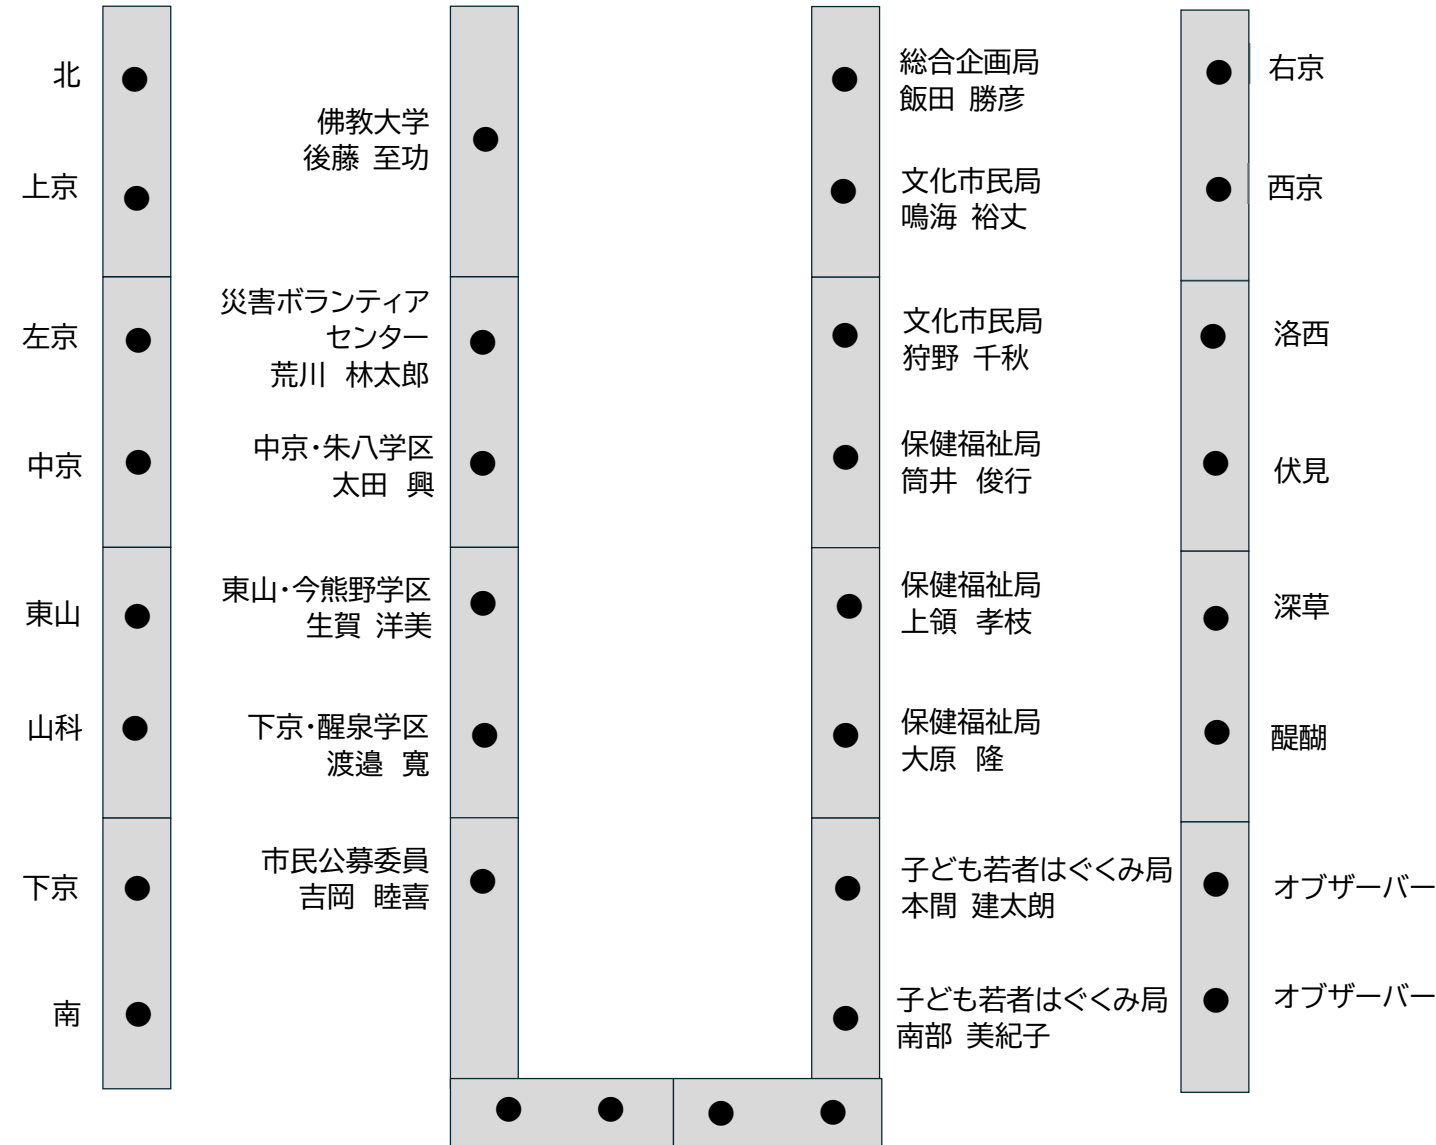 北
上京
左京
中京
東山
山科
下京
南
佛教大学
後藤 至功
災害ボランティア
センター
荒川 林太郎
中京・朱八学区
太田 興
東山・今熊野学区
生賀 洋美
下京・醒泉学区
渡邉 寬
市民公募委員
吉岡 睦喜
総合企画局
飯田 勝彦
文化市民局
鳴海 裕丈
文化市民局
狩野 千秋
保健福祉局
筒井 俊行
保健福祉局
上領 孝枝
保健福祉局
大原 隆
子ども若者はぐくみ局
本間 建太朗
子ども若者はぐくみ局
南部 美紀子
右京
西京
洛西
伏見
深草
醍醐
オブザーバー
オブザーバー